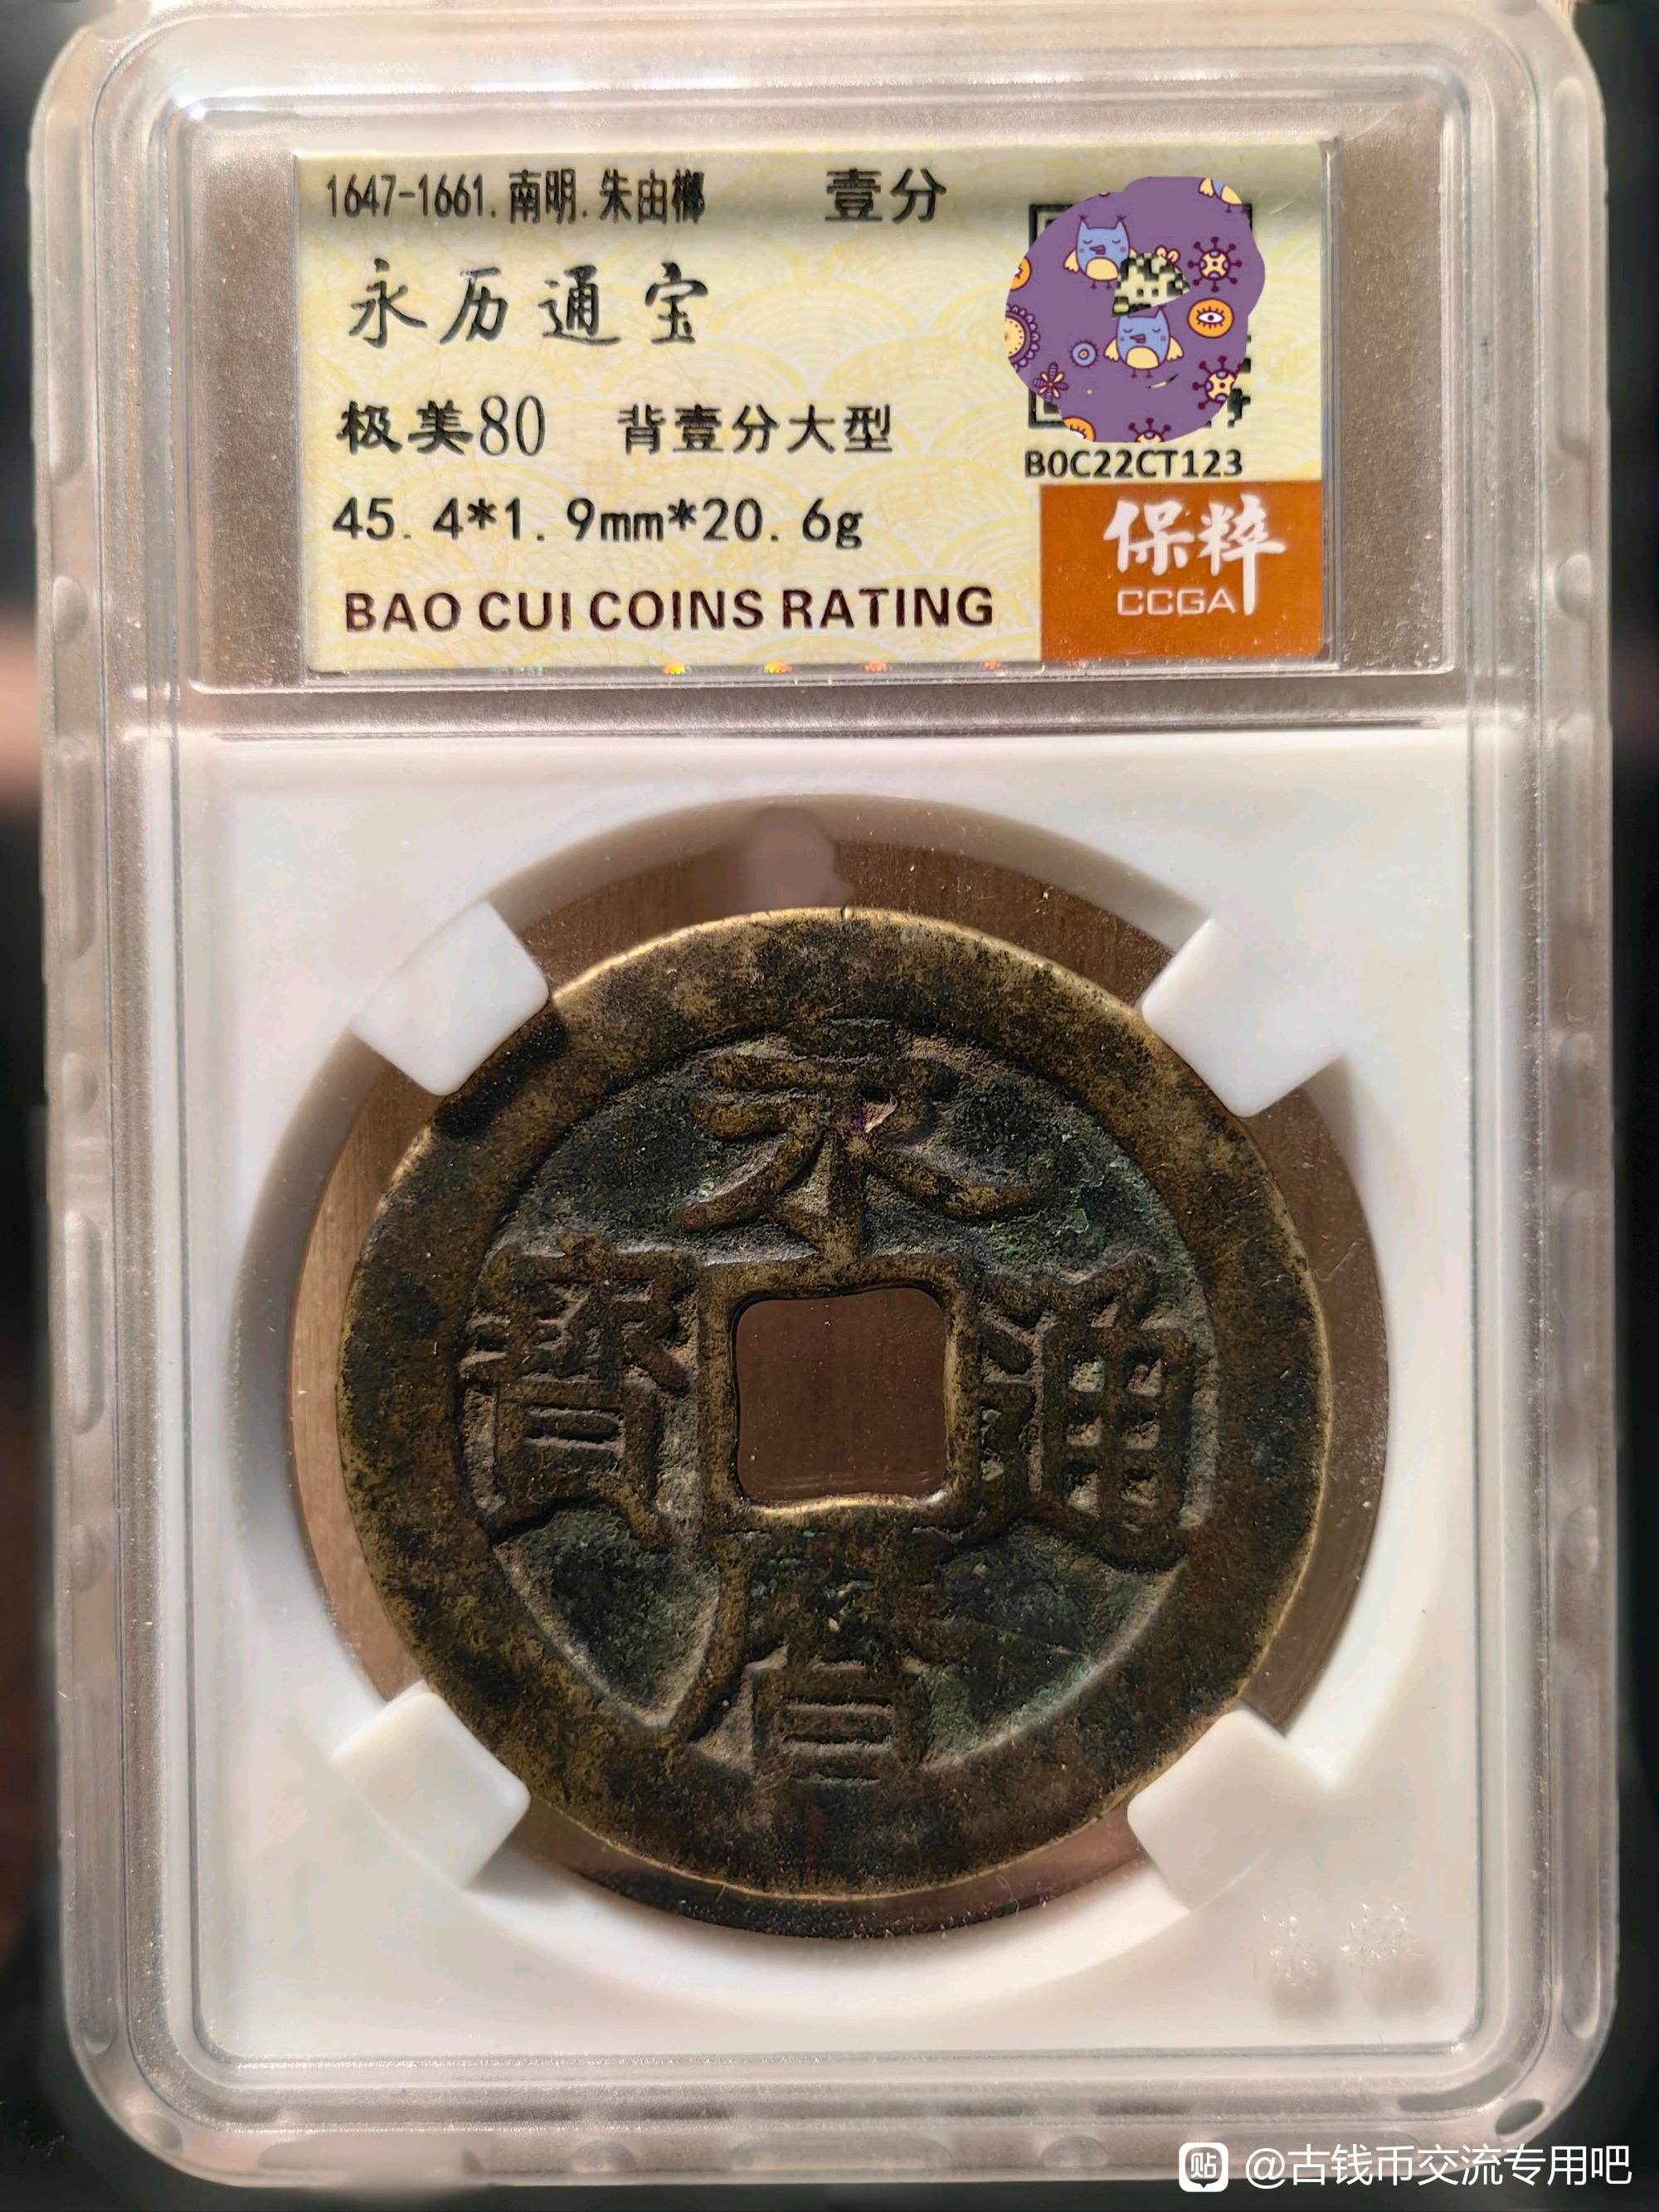 1647-1661.南明.朱由榔 壹分
永历通宝
极美80 背壹分大型
45.4*1.9mm*20.6g
B0C22CT123
保粹
CCGA
BAO CUI COINS RATING
永曆通寶
贴 @古钱币交流专用吧